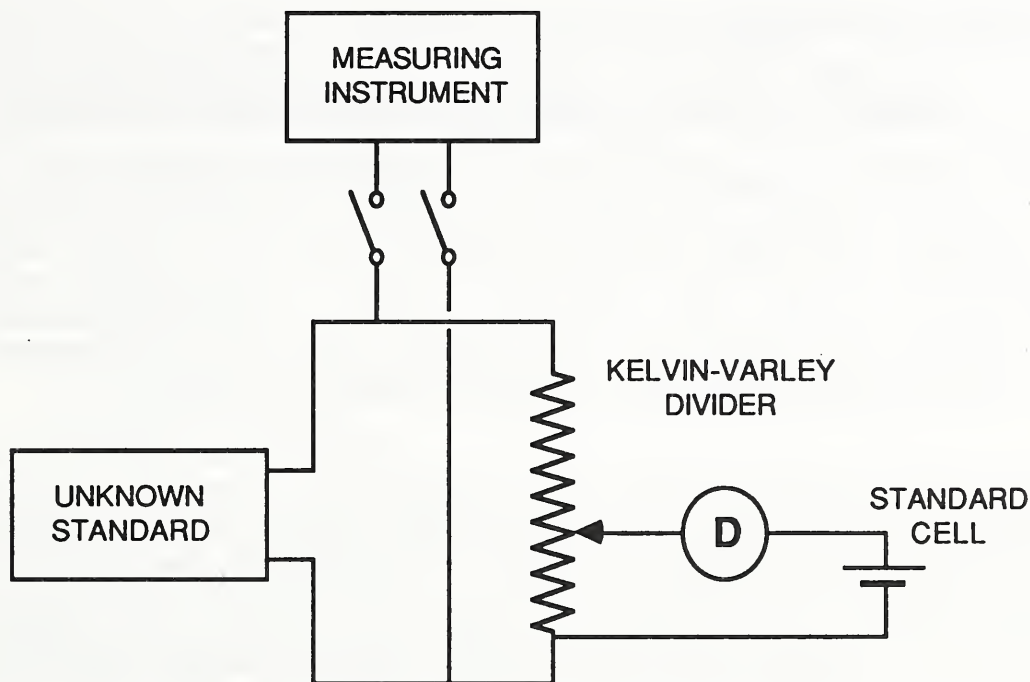 MEASURING
INSTRUMENT
KELVIN-VARLEY
DIVIDER
UNKNOWN
STANDARD
D
STANDARD
CELL